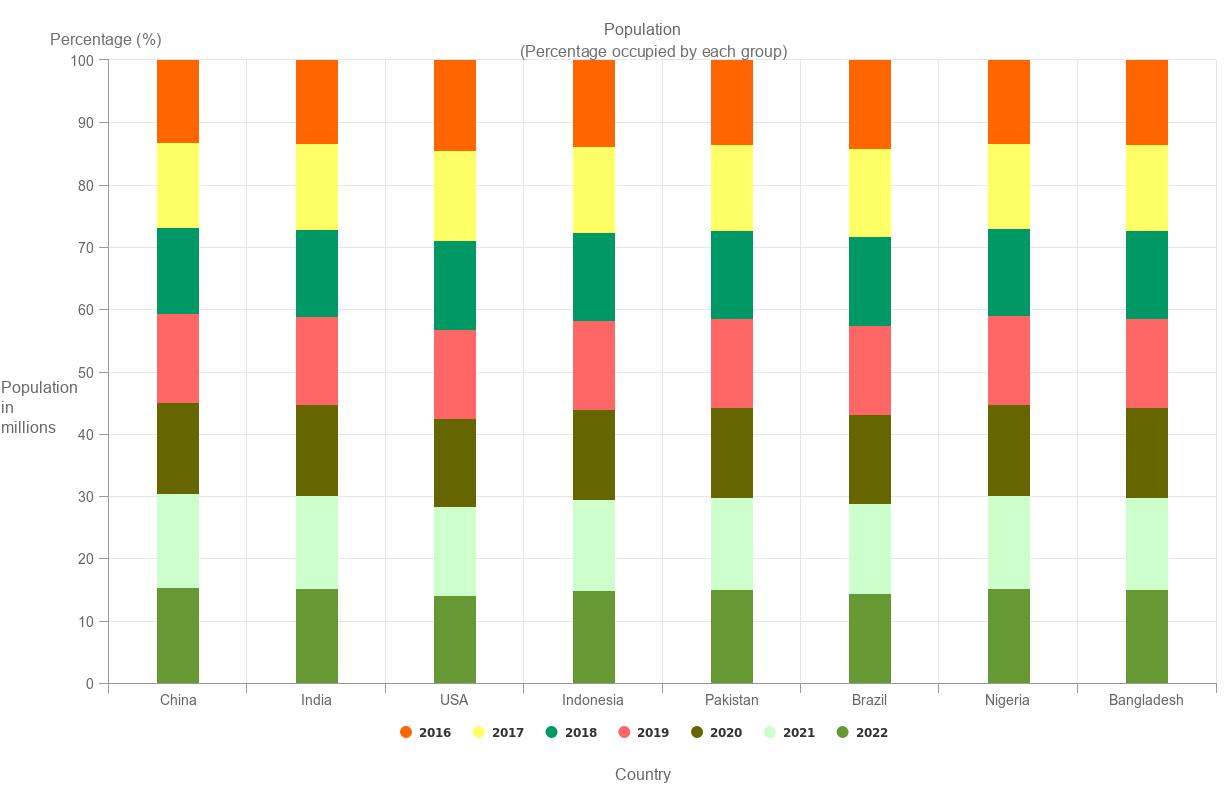 Population
(Percentage occupied by each group)
Percentage (%)
100
90
80
70
60
50
40
30
20
10
0
Population
in
millions
China India USA Indonesia Pakistan Brazil Nigeria Bangladesh
2016 2017 2018 2019 2020 2021 2022
Country